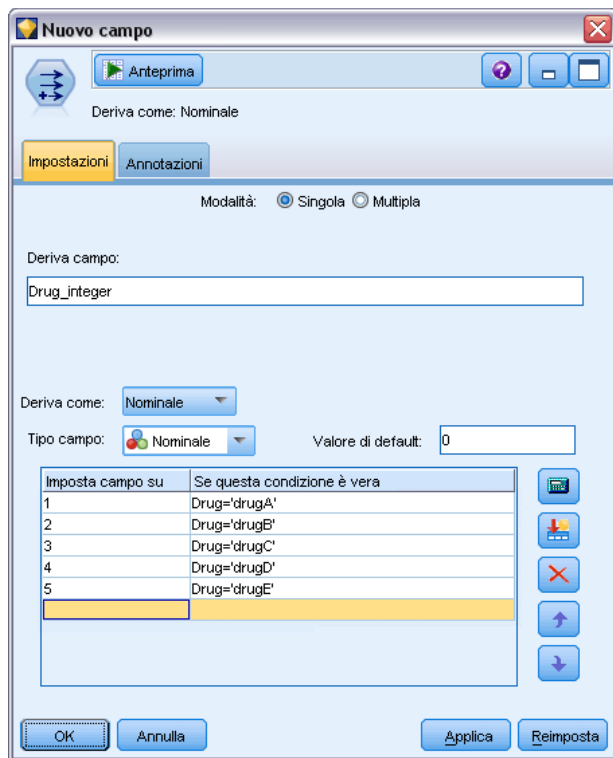 Nuovo campo
Anteprima
Deriva come: Nominale
Impostazioni Annotazioni
Modalità: Singola Multipla
Deriva campo:
Drug_integer
Deriva come: Nominale
Tipo campo: Nominale Valore di default: 0
Imposta campo su Se questa condizione è vera
1 Drug='drugA'
2 Drug='drugB'
3 Drug='drugC'
4 Drug='drugD'
5 Drug='drugE'
OK Annulla Applica Reimposta